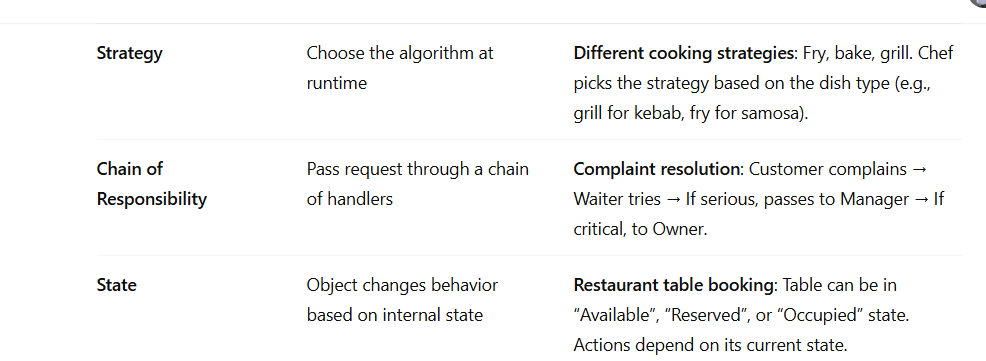 Strategy
Choose the algorithm at
runtime
Different cooking strategies: Fry, bake, grill. Chef
picks the strategy based on the dish type (e.g.,
grill for kebab, fry for samosa).
Chain of
Responsibility
Pass request through a chain
of handlers
Complaint resolution: Customer complains →
Waiter tries → If serious, passes to Manager → If
critical, to Owner.
State
Object changes behavior
based on internal state
Restaurant table booking: Table can be in
“Available”, “Reserved”, or “Occupied” state.
Actions depend on its current state.